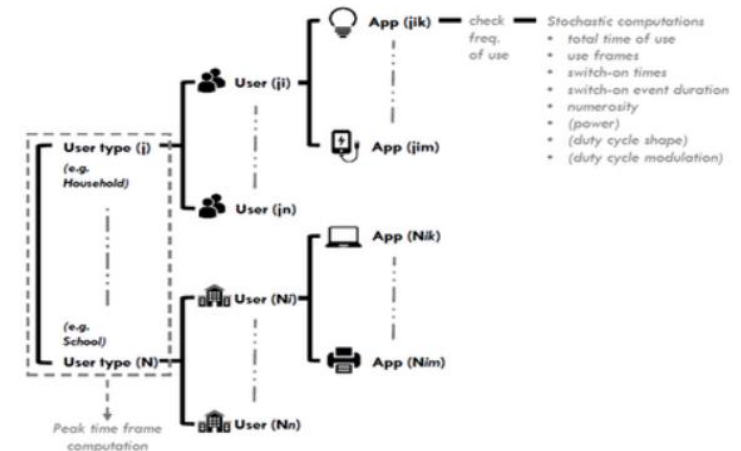 App (jik)
check
freq.
of use
Stochastic computations
• total time of use
• use frames
• switch-on times
• switch-on event duration
• numerosity
• (power)
• (duty cycle shape)
• (duty cycle modulation)
User (ji)
User type (j)
(e.g.
Household)
App (jim)
User (jn)
App (Nik)
User (Ni)
(e.g.
School)
User type (N)
App (Nim)
User (Nn)
Peak time frame
computation